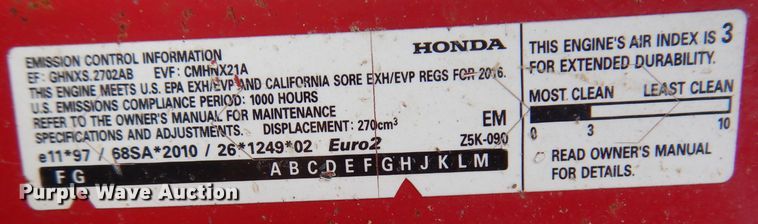 EMISSION CONTROL INFORMATION
HONDA
EF: GHNXS.2702AB EVF: CMHNX21A
THIS ENGINE MEETS U.S. EPA EXH/EVP AND CALIFORNIA SORE EXH/EVP REGS FOR 2016.
U.S. EMISSIONS COMPLIANCE PERIOD: 1000 HOURS
REFER TO THE OWNER'S MANUAL FOR MAINTENANCE
SPECIFICATIONS AND ADJUSTMENTS. DISPLACEMENT: 270cm³
EM
e11*97 / 68SA*2010 / 26*1249*02 Euro2
Z5K-090
F G
A B C D E F G H J K L M
THIS ENGINE'S AIR INDEX IS 3
FOR EXTENDED DURABILITY.
MOST CLEAN LEAST CLEAN
0 3 10
READ OWNER'S MANUAL
FOR DETAILS.
Purple Wave Auction